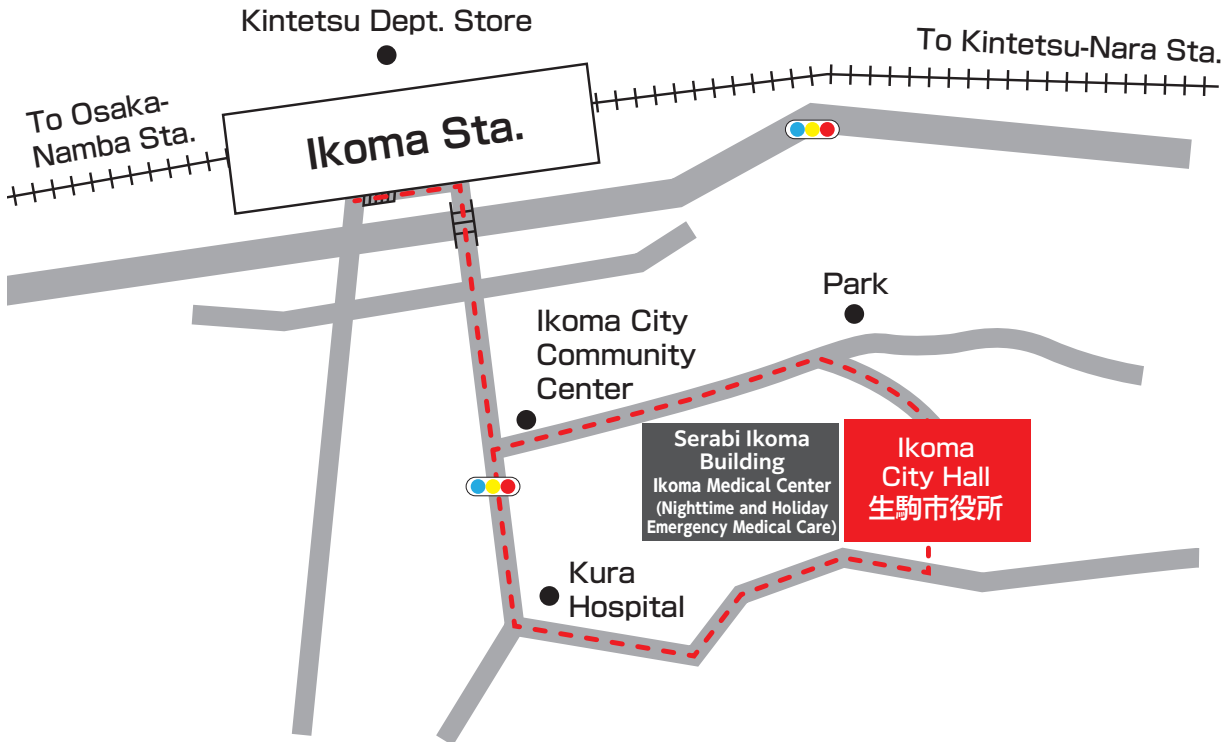 Kintetsu Dept. Store
To Kintetsu-Nara Sta.
To Osaka-
Namba Sta.
Ikoma Sta.
Park
Ikoma City
Community
Center
Serabi Ikoma
Building
Ikoma Medical Center
(Nighttime and Holiday
Emergency Medical Care)
Ikoma
City Hall
生駒市役所
Kura
Hospital